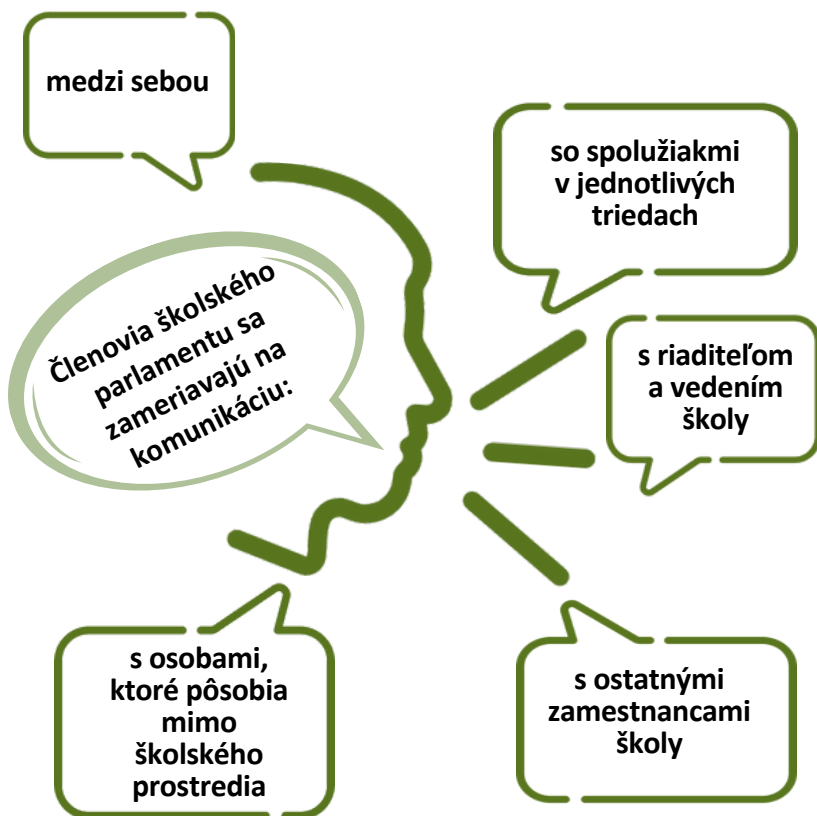 medzi sebou
so spolužiakmi
v jednotlivých
triedach
Členovia školského
parlamentu sa
zameriavajú na
komunikáciu:
s riaditeľom
a vedením
školy
s osobami,
ktoré pôsobia
mimo
školského
prostredia
s ostatnými
zamestnancami
školy